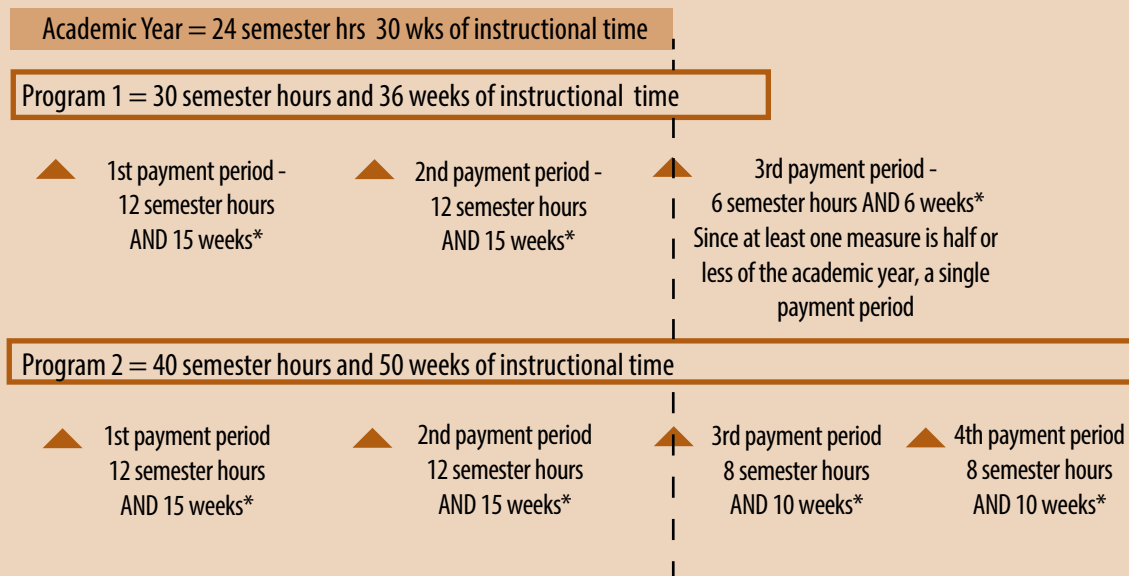 Academic Year = 24 semester hrs 30 wks of instructional time
Program 1 = 30 semester hours and 36 weeks of instructional time
1st payment period -
12 semester hours
AND 15 weeks*
2nd payment period -
12 semester hours
AND 15 weeks*
3rd payment period -
6 semester hours AND 6 weeks*
Since at least one measure is half or
less of the academic year, a single
payment period
Program 2 = 40 semester hours and 50 weeks of instructional time
1st payment period
12 semester hours
AND 15 weeks*
2nd payment period
12 semester hours
AND 15 weeks*
3rd payment period
8 semester hours
AND 10 weeks*
4th payment period
8 semester hours
AND 10 weeks*